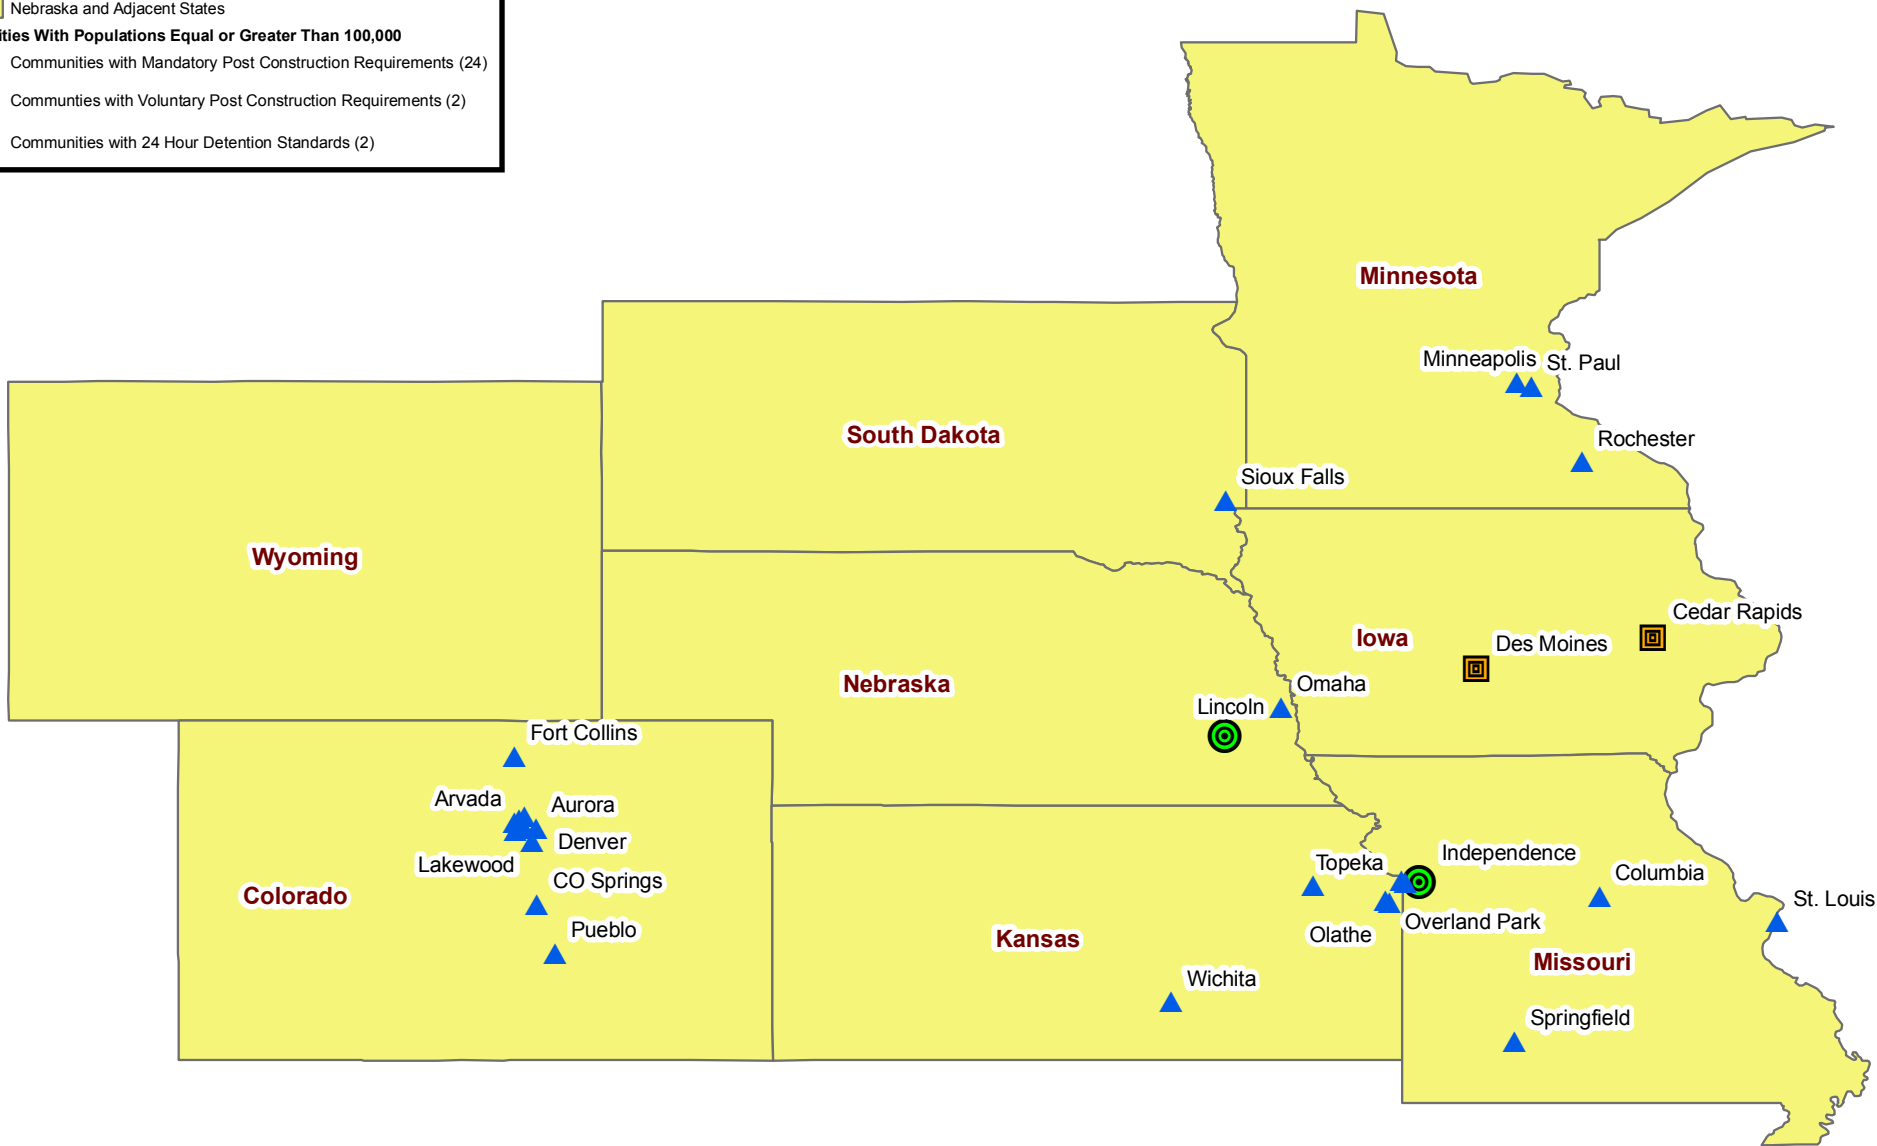 Nebraska and Adjacent States
ities With Populations Equal or Greater Than 100,000
Communities with Mandatory Post Construction Requirements (24)
Communties with Voluntary Post Construction Requirements (2)
Communities with 24 Hour Detention Standards (2)
Minnesota
Minneapolis
St. Paul
South Dakota
Rochester
Sioux Falls
Wyoming
Cedar Rapids
Iowa
Des Moines
Nebraska
Omaha
Lincoln
Fort Collins
Arvada
Aurora
Denver
Lakewood
CO Springs
Colorado
Pueblo
Topeka
Independence
Columbia
St. Louis
Overland Park
Olathe
Kansas
Missouri
Wichita
Springfield